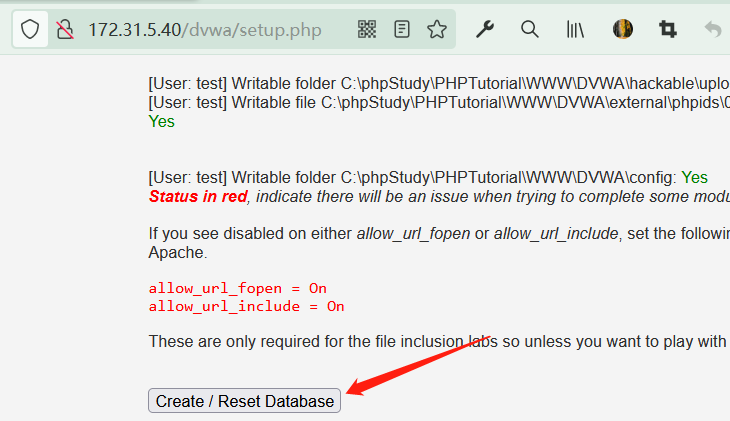 172.31.5.40/dvwa/setup.php
[User: test] Writable folder C:\phpStudy\PHPTutorial\WWW\DVWA\hackable\uplo
[User: test] Writable file C:\phpStudy\PHPTutorial\WWW\DVWA\external\phpids\0
Yes
[User: test] Writable folder C:\phpStudy\PHPTutorial\WWW\DVWA\config: Yes
Status in red, indicate there will be an issue when trying to complete some modu
If you see disabled on either allow_url_fopen or allow_url_include, set the followin
Apache.
allow_url_fopen = On
allow_url_include = On
These are only required for the file inclusion labs so unless you want to play with
Create / Reset Database